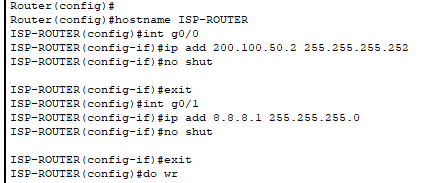 Router(config)#
Router(config)#hostname ISP-ROUTER
ISP-ROUTER(config)#int g0/0
ISP-ROUTER(config-if)#ip add 200.100.50.2 255.255.255.252
ISP-ROUTER(config-if)#no shut
ISP-ROUTER(config-if)#exit
ISP-ROUTER(config)#int g0/1
ISP-ROUTER(config-if)#ip add 8.8.8.1 255.255.255.0
ISP-ROUTER(config-if)#no shut
ISP-ROUTER(config-if)#exit
ISP-ROUTER(config)#do wr